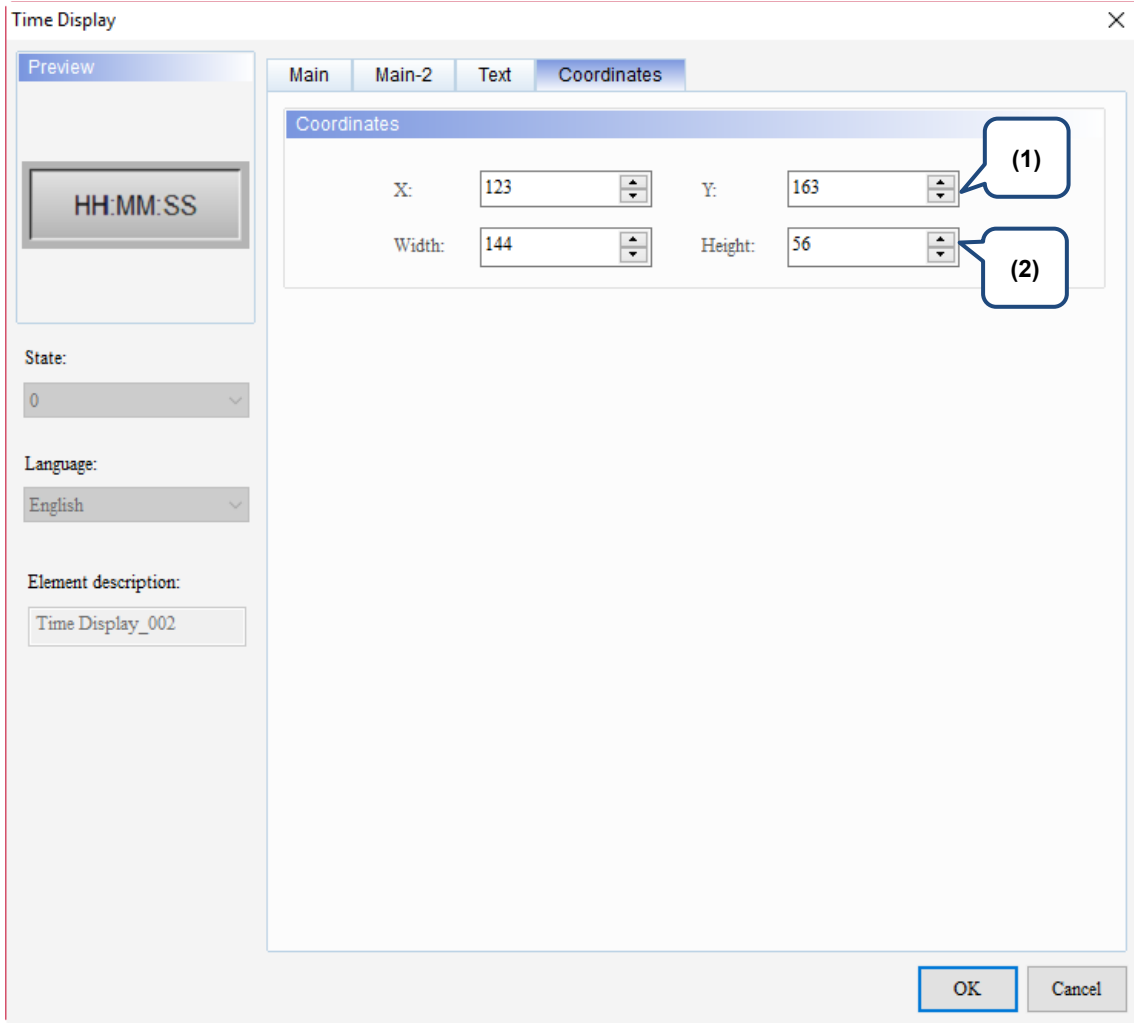 Time Display
Preview
HH:MM:SS
State:
0
Language:
English
Element description:
Time Display_002
Main Main-2 Text Coordinates
Coordinates
X: 123 Y: 163
(1)
Width: 144 Height: 56
(2)
OK Cancel